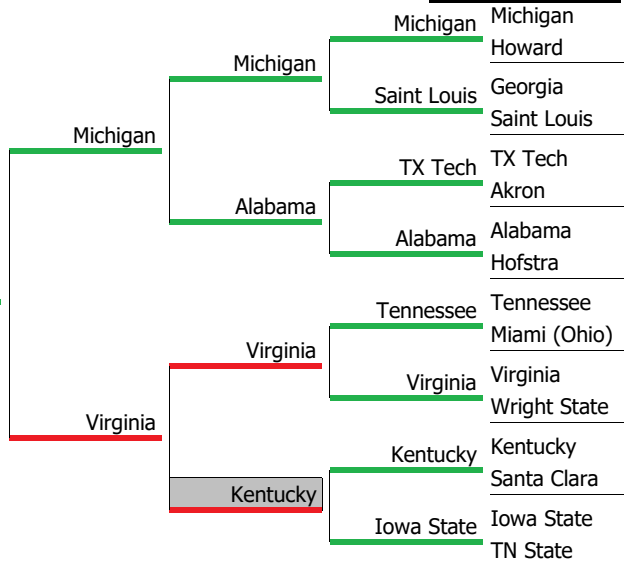 Michigan
Howard
Georgia
Saint Louis
TX Tech
Akron
Alabama
Hofstra
Tennessee
Miami (Ohio)
Virginia
Wright State
Kentucky
Santa Clara
Iowa State
TN State
Michigan
Saint Louis
TX Tech
Alabama
Tennessee
Virginia
Kentucky
Iowa State
Michigan
Alabama
Virginia
Kentucky
Michigan
Virginia